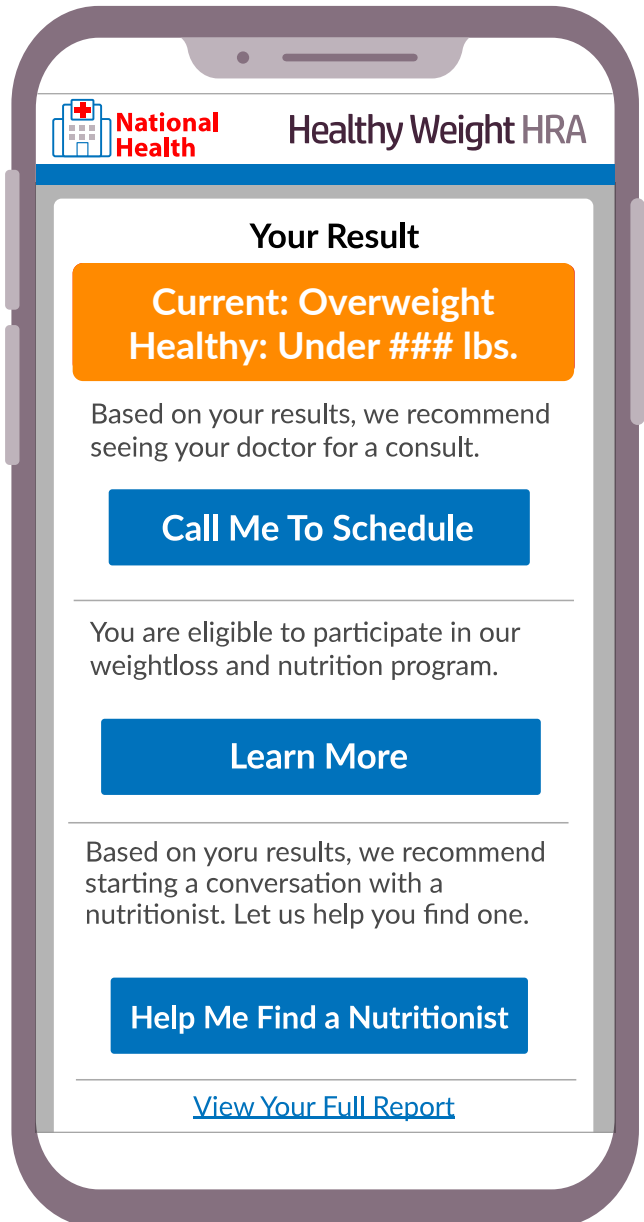 National
Health
Healthy Weight HRA
Your Result
Current: Overweight
Healthy: Under ### lbs.
Based on your results, we recommend
seeing your doctor for a consult.
Call Me To Schedule
You are eligible to participate in our
weightloss and nutrition program.
Learn More
Based on yoru results, we recommend
starting a conversation with a
nutritionist. Let us help you find one.
Help Me Find a Nutritionist
View Your Full Report